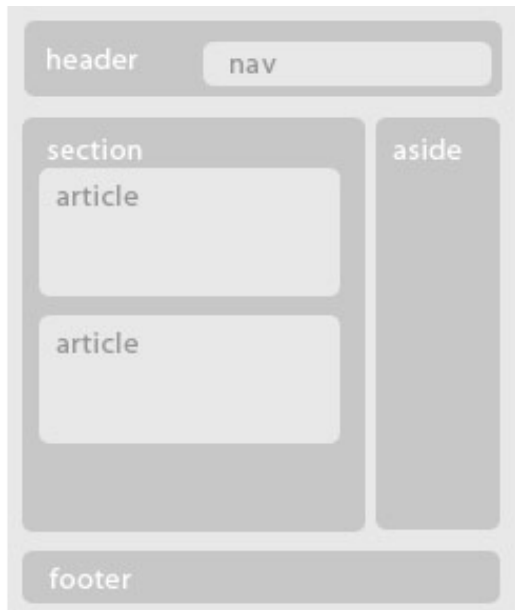 header
nav
section
aside
article
article
footer